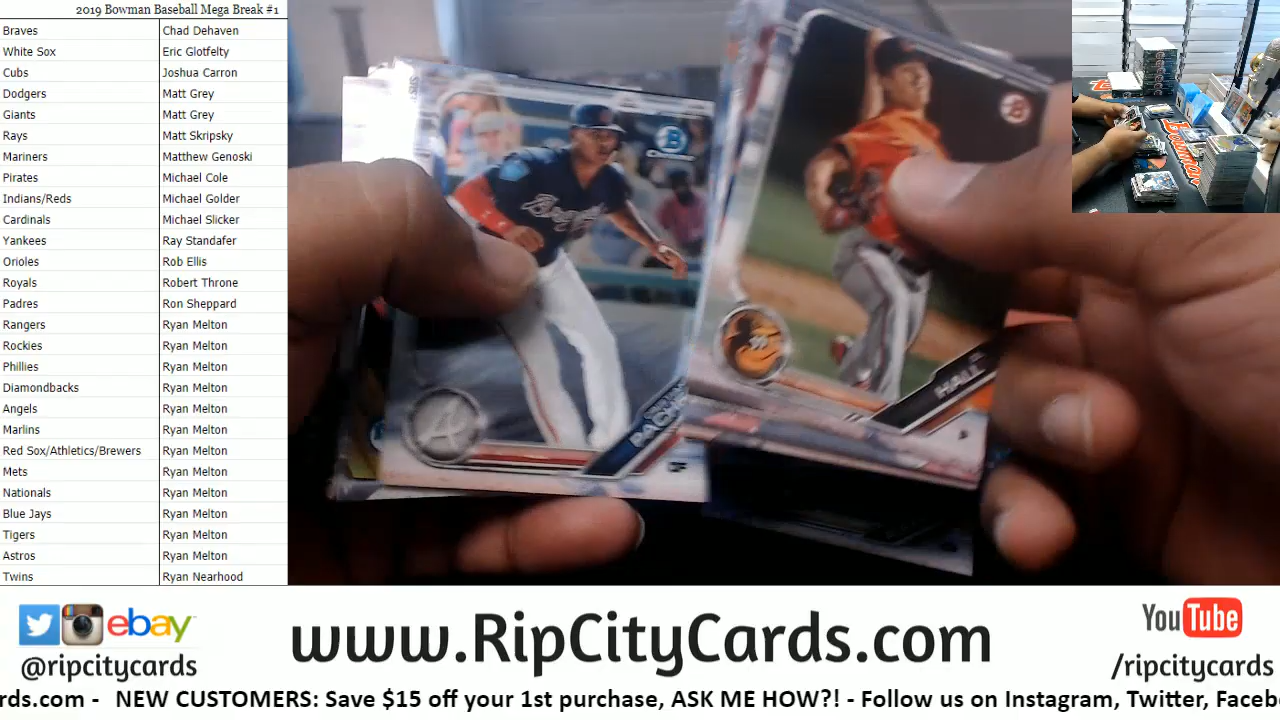 2019 Bowman Baseball Mega Break #1
Braves Chad Dehaven
White Sox Eric Glotfelty
Cubs Joshua Carron
Dodgers Matt Grey
Giants Matt Grey
Rays Matt Skripsky
Mariners Matthew Genoski
Pirates Michael Cole
Indians/Reds Michael Golder
Cardinals Michael Slicker
Yankees Ray Standafer
Orioles Rob Ellis
Royals Robert Throne
Padres Ron Sheppard
Rangers Ryan Melton
Rockies Ryan Melton
Phillies Ryan Melton
Diamondbacks Ryan Melton
Angels Ryan Melton
Marlins Ryan Melton
Red Sox/Athletics/Brewers Ryan Melton
Mets Ryan Melton
Nationals Ryan Melton
Blue Jays Ryan Melton
Tigers Ryan Melton
Astros Ryan Melton
Twins Ryan Nearhood
Braves
B
HALL
CF
Bowman
ebay
@ripcitycards
www.RipCityCards.com
YouTube
/ripcitycards
rds.com - NEW CUSTOMERS: Save $15 off your 1st purchase, ASK ME HOW?! - Follow us on Instagram, Twitter, Faceb